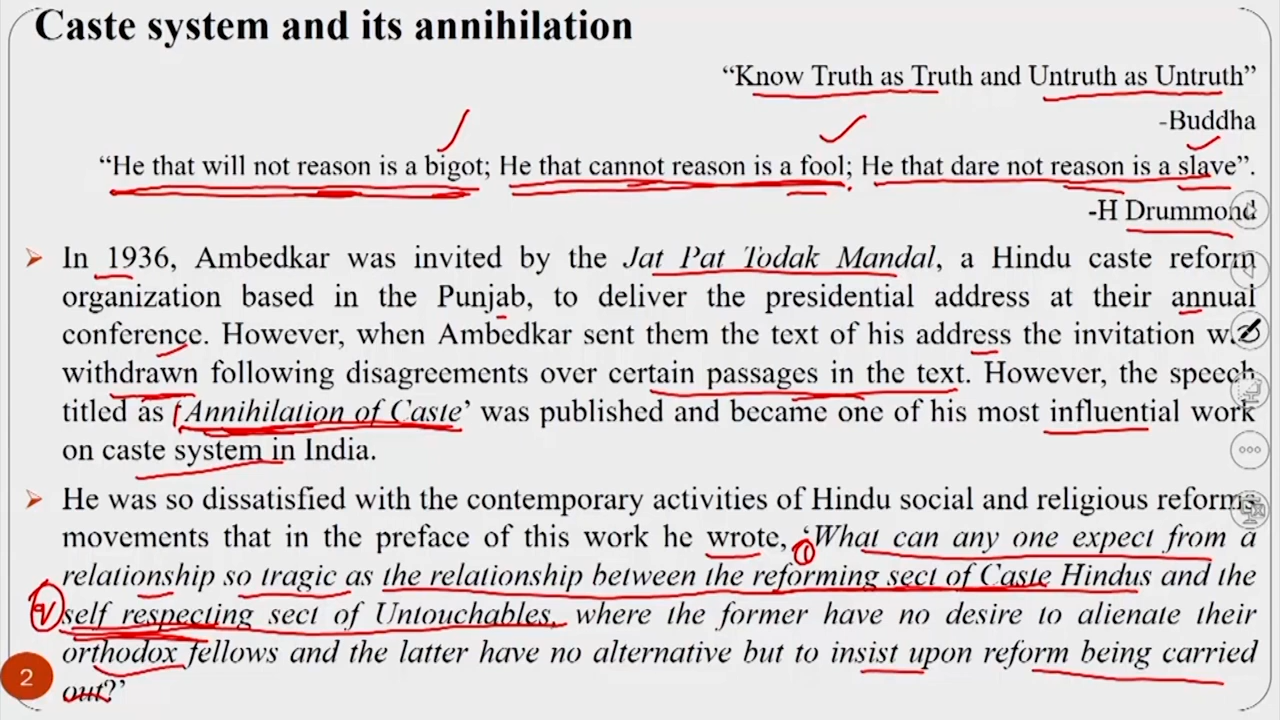 Caste system and its annihilation
“Know Truth as Truth and Untruth as Untruth”
-Buddha
“He that will not reason is a bigot; He that cannot reason is a fool; He that dare not reason is a slave”.
-H Drummond
In 1936, Ambedkar was invited by the Jat Pat Todak Mandal, a Hindu caste reform
organization based in the Punjab, to deliver the presidential address at their annual
conference. However, when Ambedkar sent them the text of his address the invitation
withdrawn following disagreements over certain passages in the text. However, the speech
titled as ‘Annihilation of Caste’ was published and became one of his most influential work
on caste system in India.
He was so dissatisfied with the contemporary activities of Hindu social and religious reforms
movements that in the preface of this work he wrote, ‘What can any one expect from a
relationship so tragic as the relationship between the reforming sect of Caste Hindus and the
self respecting sect of Untouchables, where the former have no desire to alienate their
orthodox fellows and the latter have no alternative but to insist upon reform being carried
out?’
2